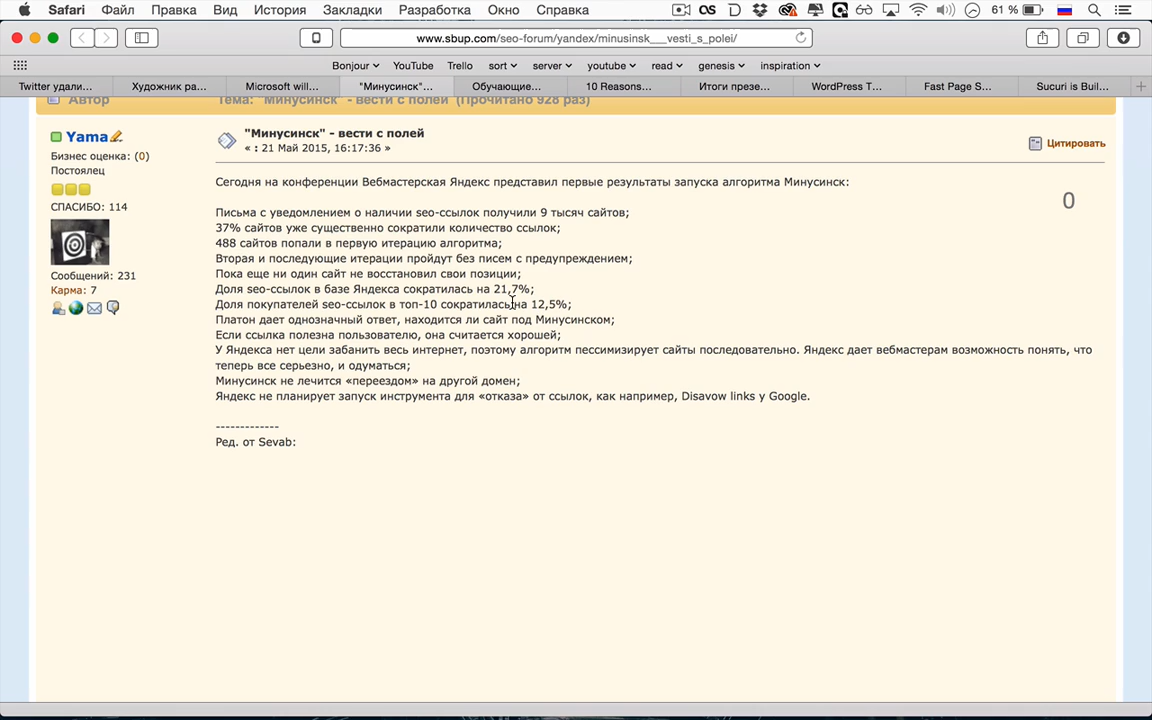 Safari Файл Правка Вид История Закладки Разработка Окно Справка 61 %
www.sbup.com/seo-forum/yandex/minusinsk___vesti_s_polei/
Bonjour YouTube Trello sort server youtube read genesis inspiration
Twitter удали... Художник ра... Microsoft will... "Минусинск"... Обучающие... 10 Reasons... Итоги презе... WordPress T... Fast Page S... Sucuri is Buil...
Автор Тема: "Минусинск" - вести с полей (Прочитано 928 раз)
Yama
Бизнес оценка: (0)
Постоялец
СПАСИБО: 114
Сообщений: 231
Карма: 7
"Минусинск" - вести с полей
« : 21 Май 2015, 16:17:36 »
Цитировать
0
Сегодня на конференции Вебмастерская Яндекс представил первые результаты запуска алгоритма Минусинск:
Письма с уведомлением о наличии seo-ссылок получили 9 тысяч сайтов;
37% сайтов уже существенно сократили количество ссылок;
488 сайтов попали в первую итерацию алгоритма;
Вторая и последующие итерации пройдут без писем с предупреждением;
Пока еще ни один сайт не восстановил свои позиции;
Доля seo-ссылок в базе Яндекса сократилась на 21,7%;
Доля покупателей seo-ссылок в топ-10 сократилась на 12,5%;
Платон дает однозначный ответ, находится ли сайт под Минусинском;
Если ссылка полезна пользователю, она считается хорошей;
У Яндекса нет цели забанить весь интернет, поэтому алгоритм пессимизирует сайты последовательно. Яндекс дает вебмастерам возможность понять, что
теперь все серьезно, и одуматься;
Минусинск не лечится «переездом» на другой домен;
Яндекс не планирует запуск инструмента для «отказа» от ссылок, как например, Disavow links у Google.
-------------
Ред. от Sevab: